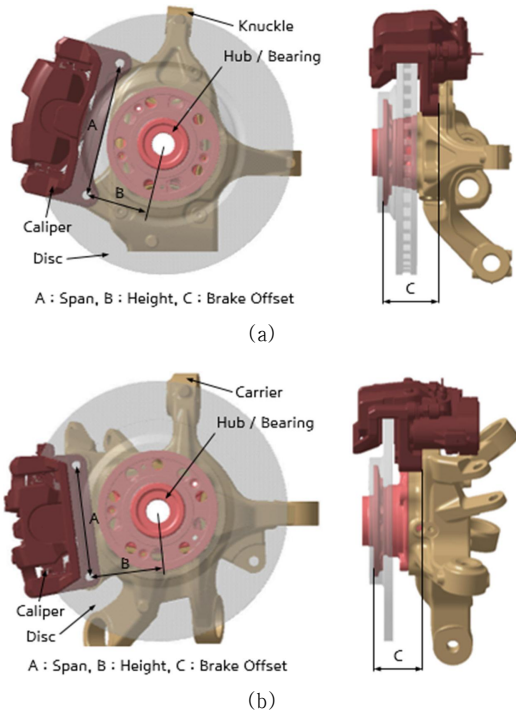 Knuckle
Hub / Bearing
A
B
Caliper
Disc
C
A : Span, B : Height, C : Brake Offset
(a)
Carrier
Hub / Bearing
A
B
Caliper
Disc
C
A : Span, B : Height, C : Brake Offset
(b)